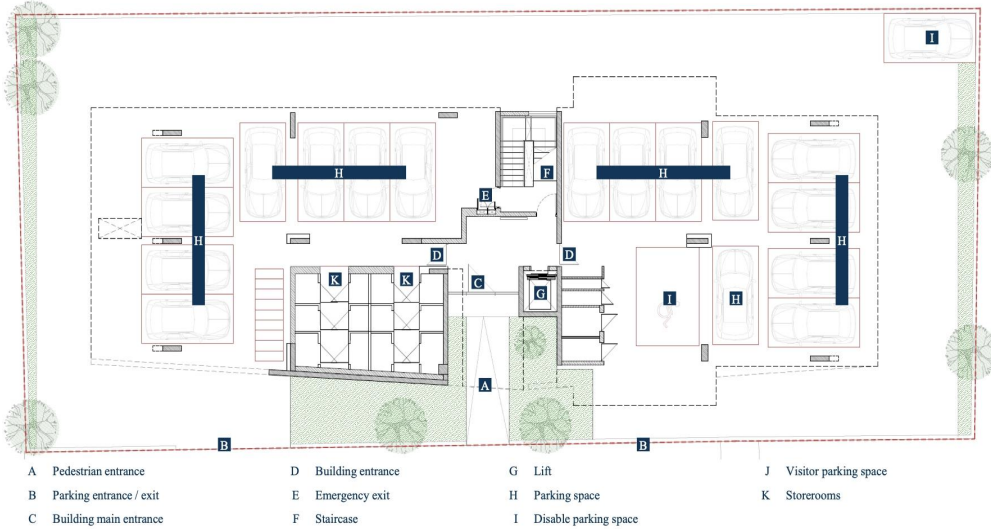 I
H
H
F
E
H
H
D
D
K
K
C
G
I
H
A
B
B
A Pedestrian entrance
D Building entrance
G Lift
J Visitor parking space
B Parking entrance / exit
E Emergency exit
H Parking space
K Storerooms
C Building main entrance
F Staircase
I Disable parking space